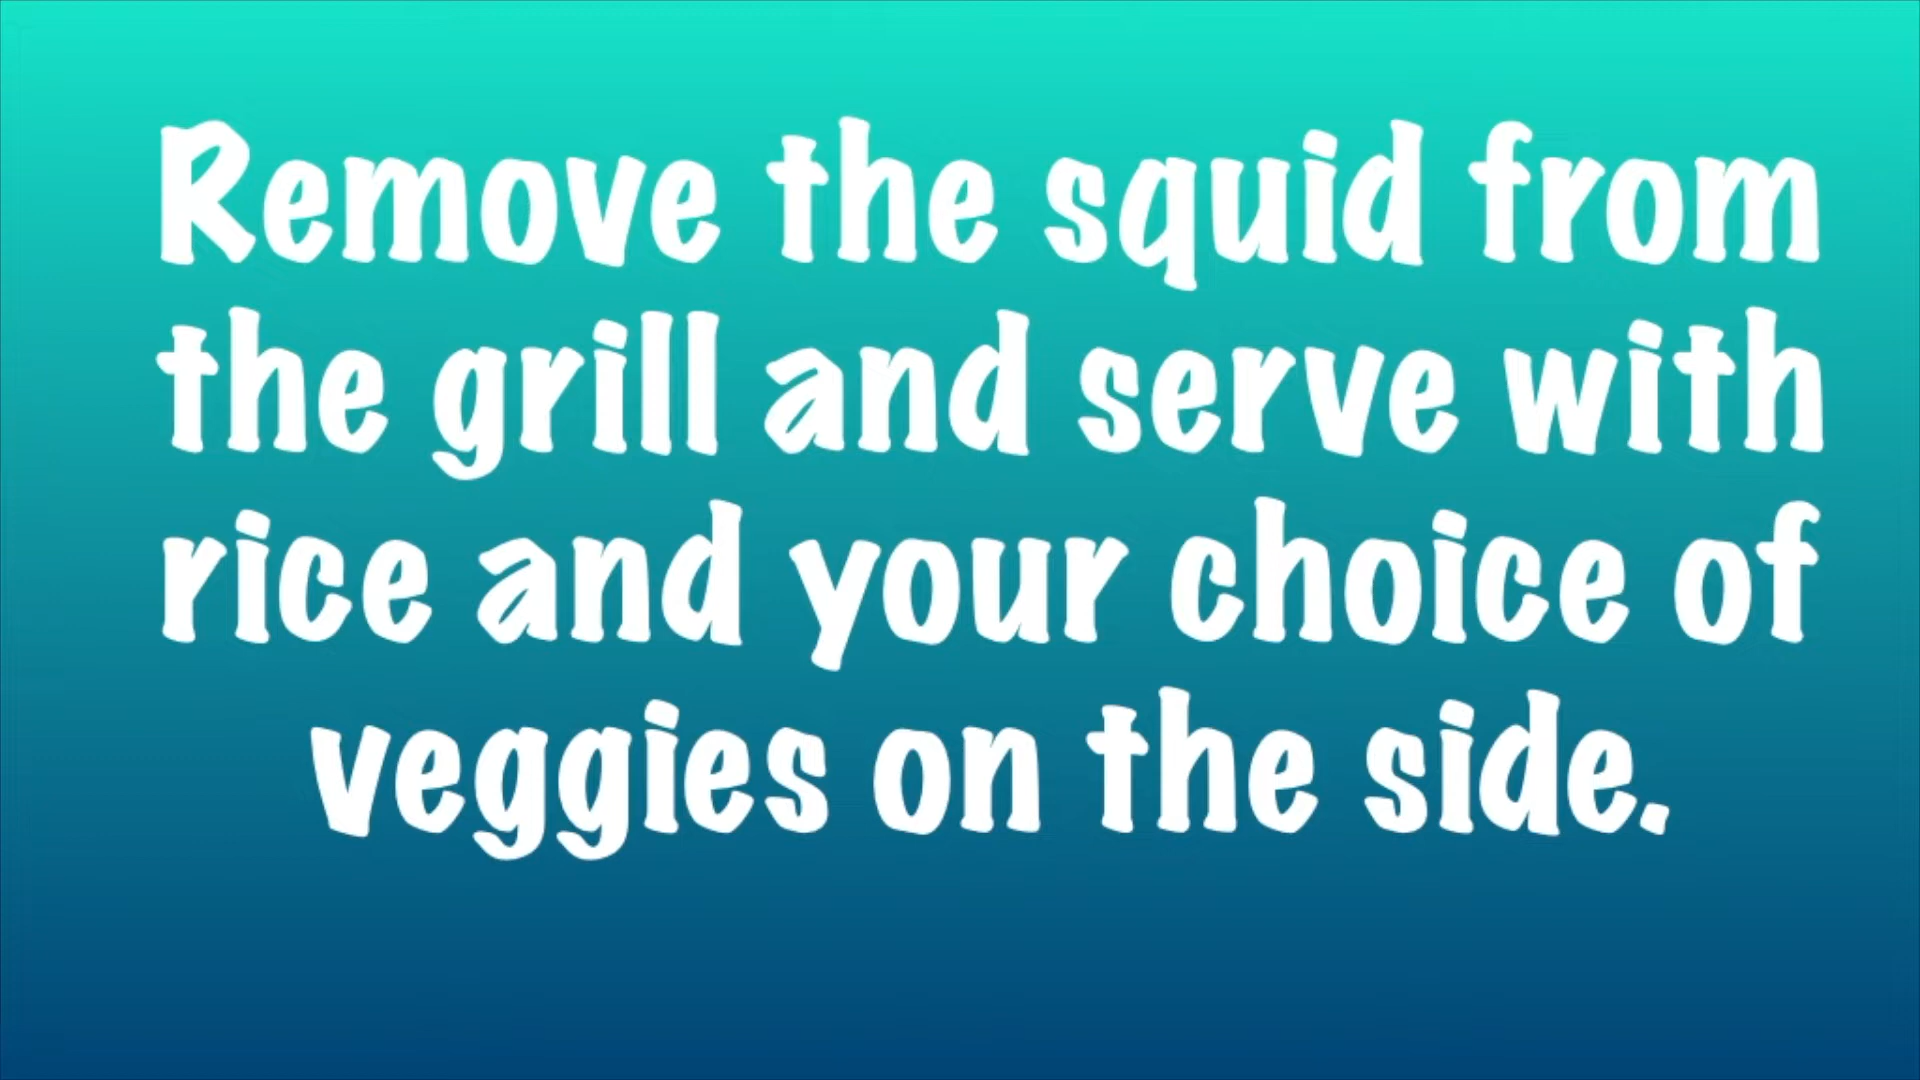 Remove the squid from
the grill and serve with
rice and your choice of
veggies on the side.